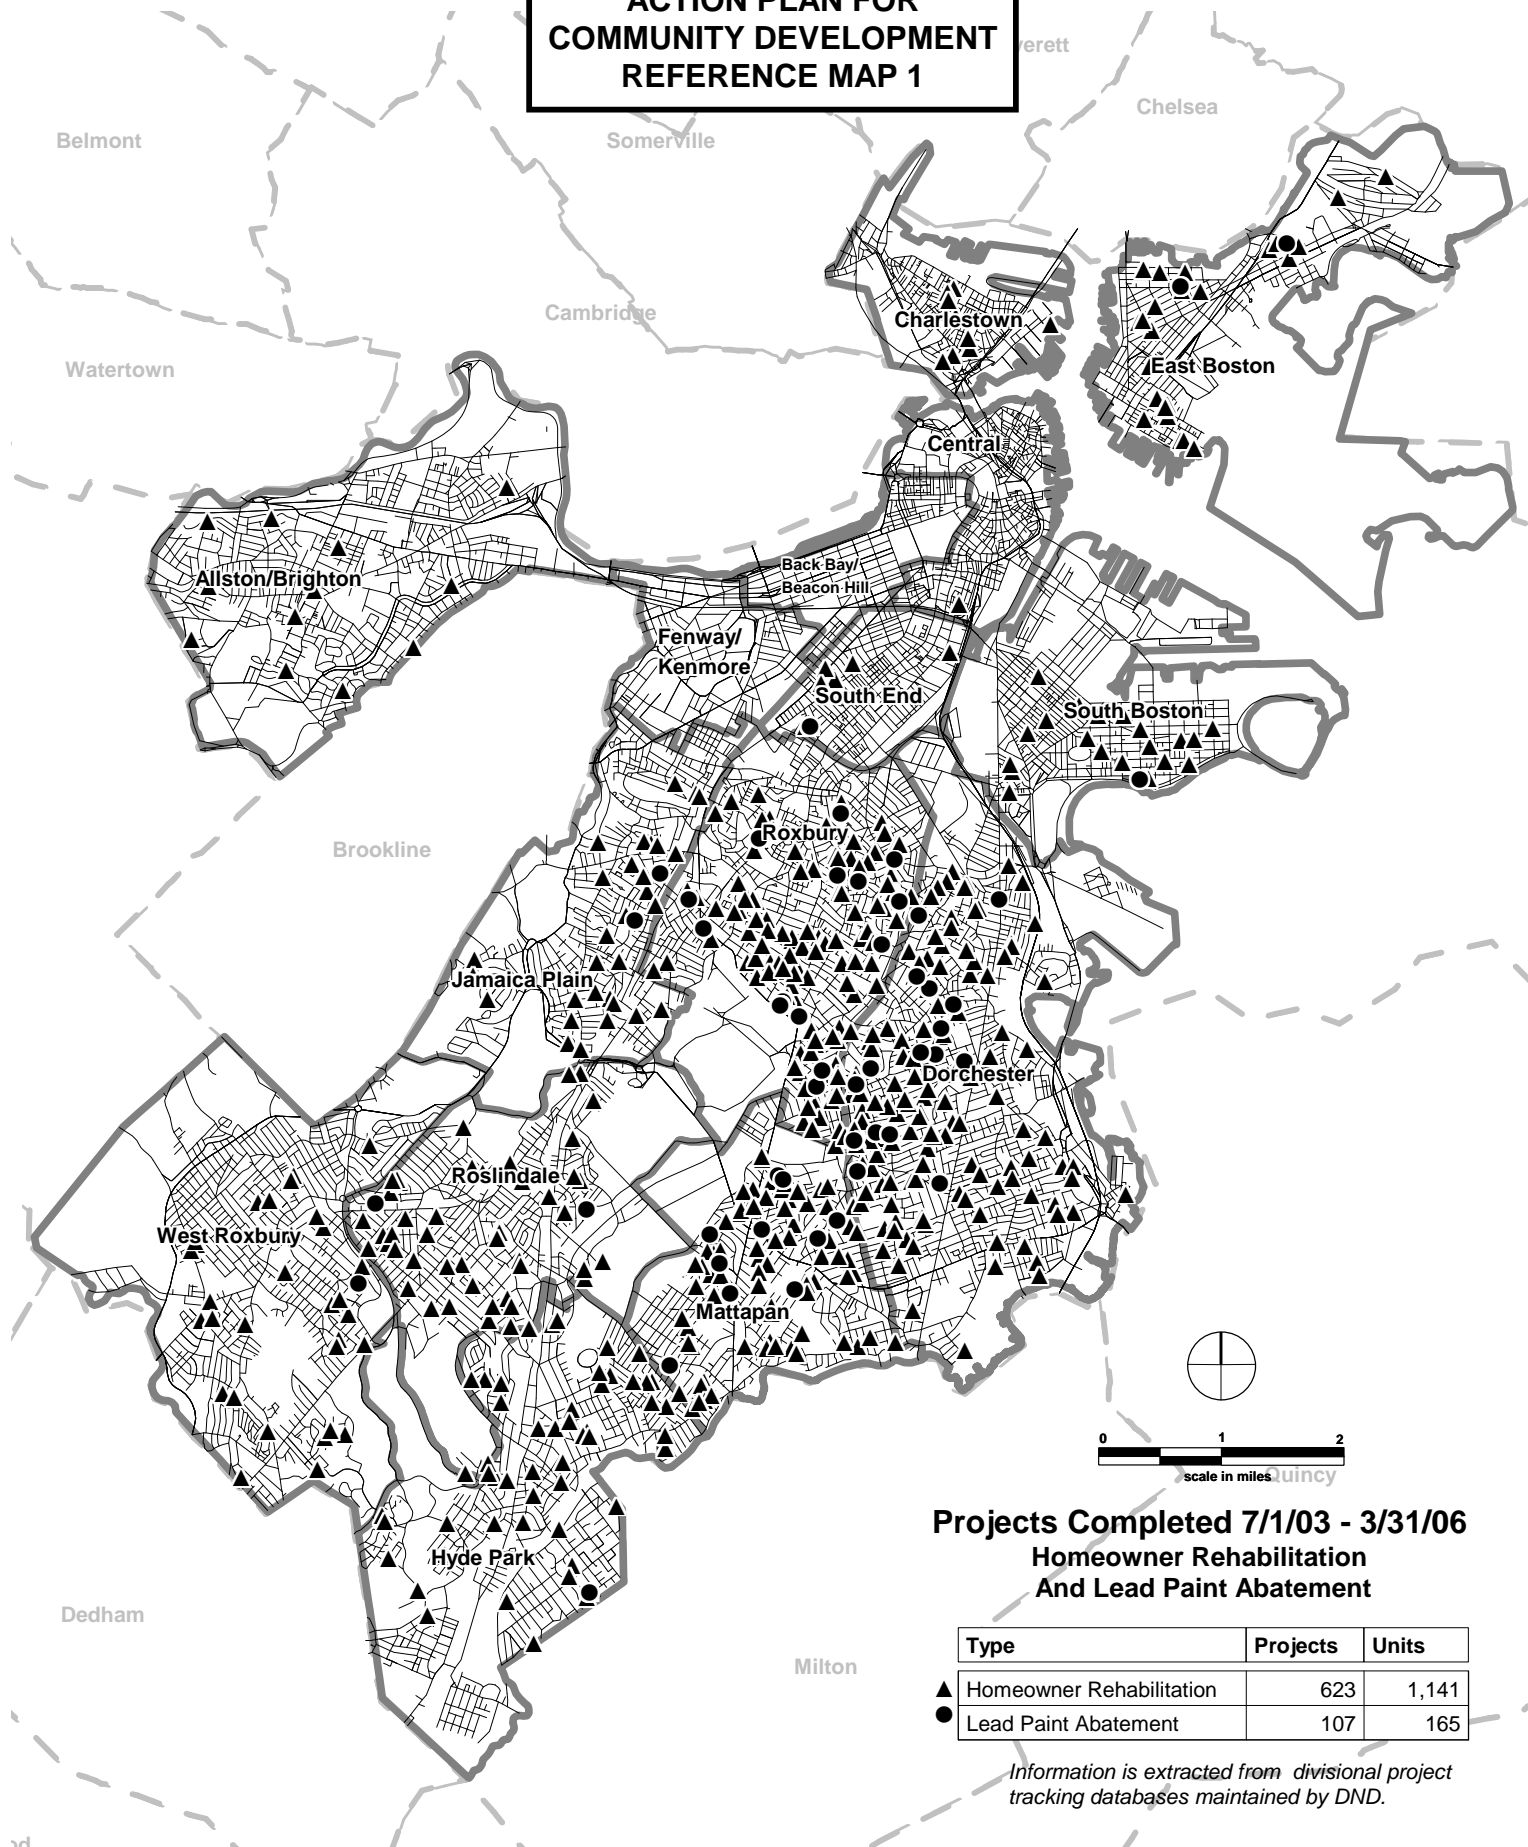 ACTION PLAN FOR
COMMUNITY DEVELOPMENT
REFERENCE MAP 1
Chelsea
Belmont
Somerville
Cambridge
Charlestown
Watertown
East Boston
Central
Back Bay/
Beacon Hill
Allston/Brighton
Fenway/
Kenmore
South End
South Boston
Roxbury
Brookline
Jamaica Plain
Dorchester
Roslindale
West Roxbury
Mattapan
0 1 2
scale in miles
Quincy
Projects Completed 7/1/03 - 3/31/06
Homeowner Rehabilitation
And Lead Paint Abatement
Hyde Park
Dedham
Milton
Type Projects Units
Homeowner Rehabilitation 623 1,141
Lead Paint Abatement 107 165
Information is extracted from divisional project
tracking databases maintained by DND.